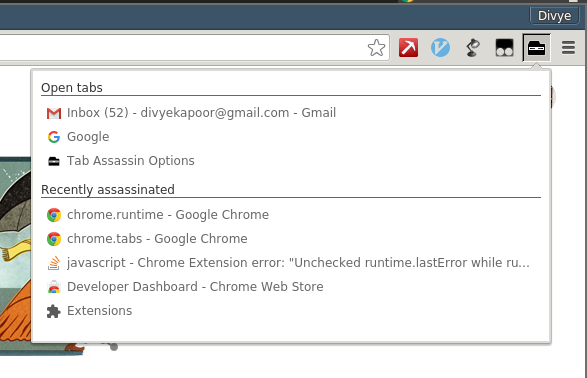 Divye
Open tabs
Inbox (52) - divyekapoor@gmail.com - Gmail
Google
Tab Assassin Options
Recently assassinated
chrome.runtime - Google Chrome
chrome.tabs - Google Chrome
javascript - Chrome Extension error: "Unchecked runtime.lastError while ru...
Developer Dashboard - Chrome Web Store
Extensions